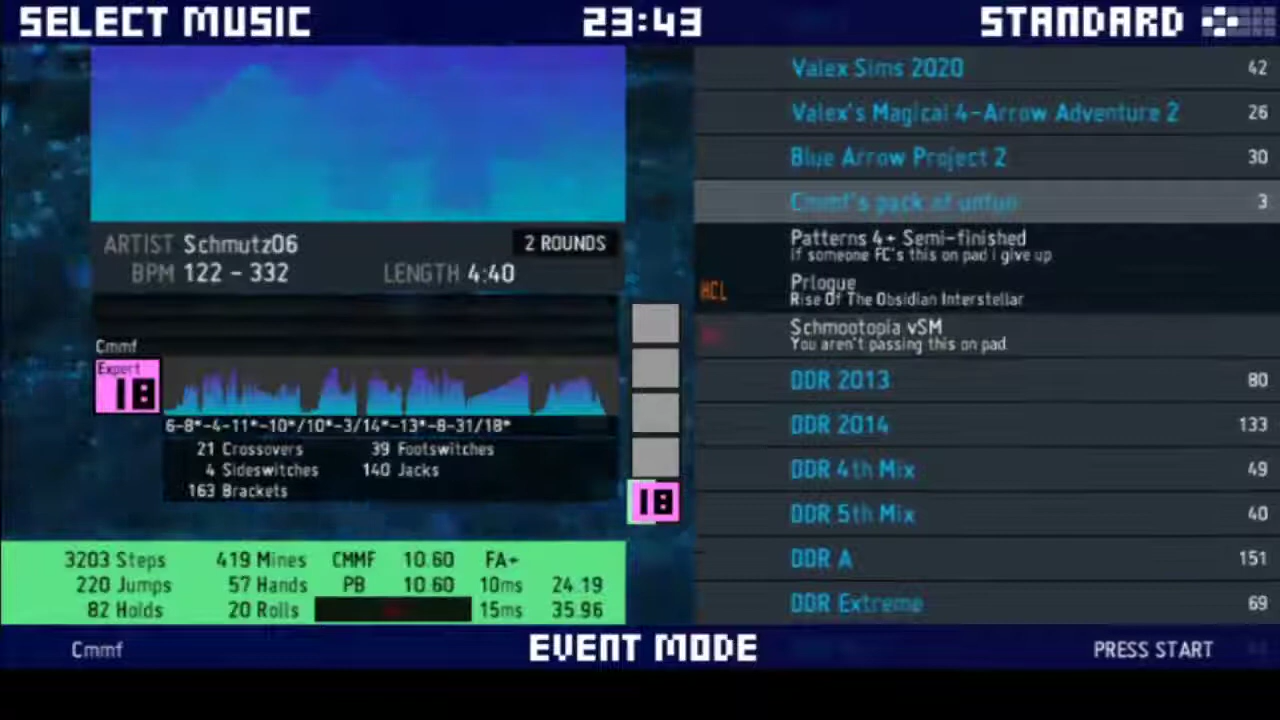 SELECT MUSIC
23:43
STANDARD
Valex Sims 2020 42
Valex's Magical 4-Arrow Adventure 2 26
Blue Arrow Project 2 30
Cmmf's pack of unfun 3
Patterns 4+ Semi-finished
if someone FC's this on pad i give up
HCL
Prlogue
Rise Of The Obsidian Interstellar
Schmootopia vSM
You aren't passing this on pad
DDR 2013 80
DDR 2014 133
DDR 4th Mix 49
DDR 5th Mix 40
DDR A 151
DDR Extreme 69
ARTIST Schmutz06
2 ROUNDS
BPM 122 - 332 LENGTH 4:40
Cmmf
Expert
18
6-8*-4-11*-10*/10*-3/14*-13*-8-31/18*
21 Crossovers 39 Footswitches
4 Sideswitches 140 Jacks
163 Brackets
18
3203 Steps 419 Mines CMMF 10.60 FA+
220 Jumps 57 Hands PB 10.60 10ms 24.19
82 Holds 20 Rolls 15ms 35.96
Cmmf
EVENT MODE
PRESS START